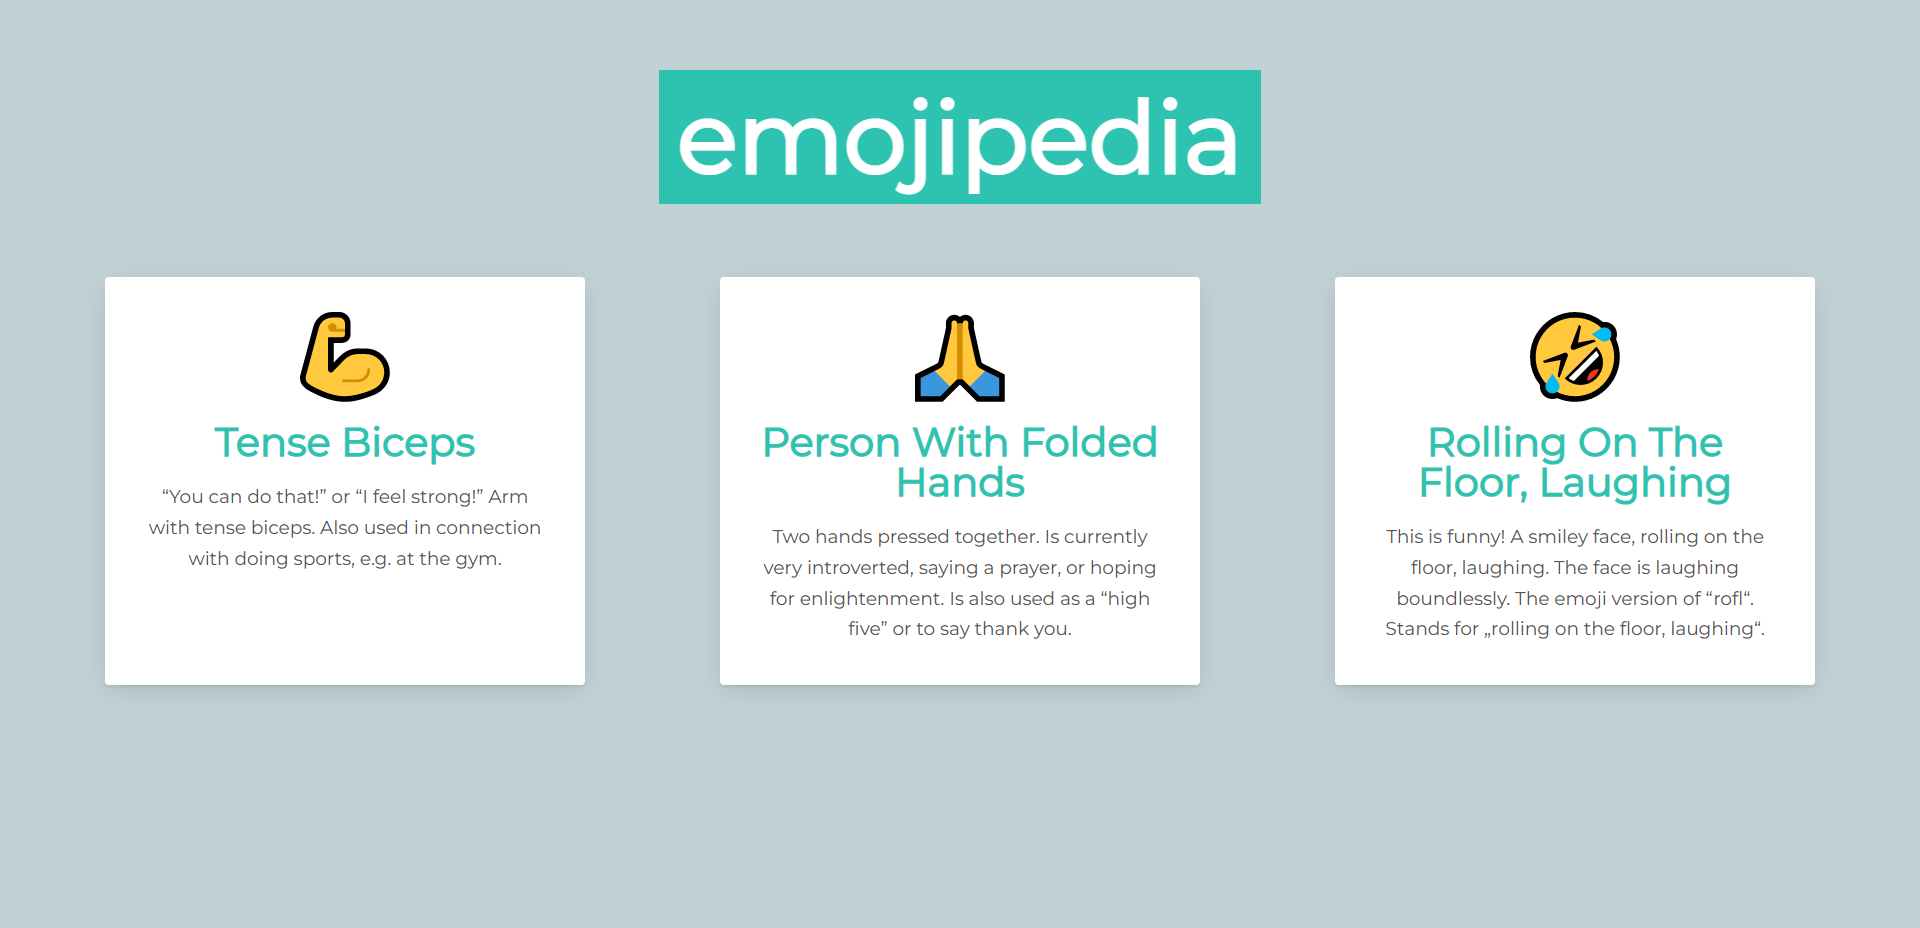 emojipedia
Tense Biceps
“You can do that!” or “I feel strong!” Arm
with tense biceps. Also used in connection
with doing sports, e.g. at the gym.
Person With Folded
Hands
Two hands pressed together. Is currently
very introverted, saying a prayer, or hoping
for enlightenment. Is also used as a “high
five” or to say thank you.
Rolling On The
Floor, Laughing
This is funny! A smiley face, rolling on the
floor, laughing. The face is laughing
boundlessly. The emoji version of “rofl“.
Stands for „rolling on the floor, laughing“.